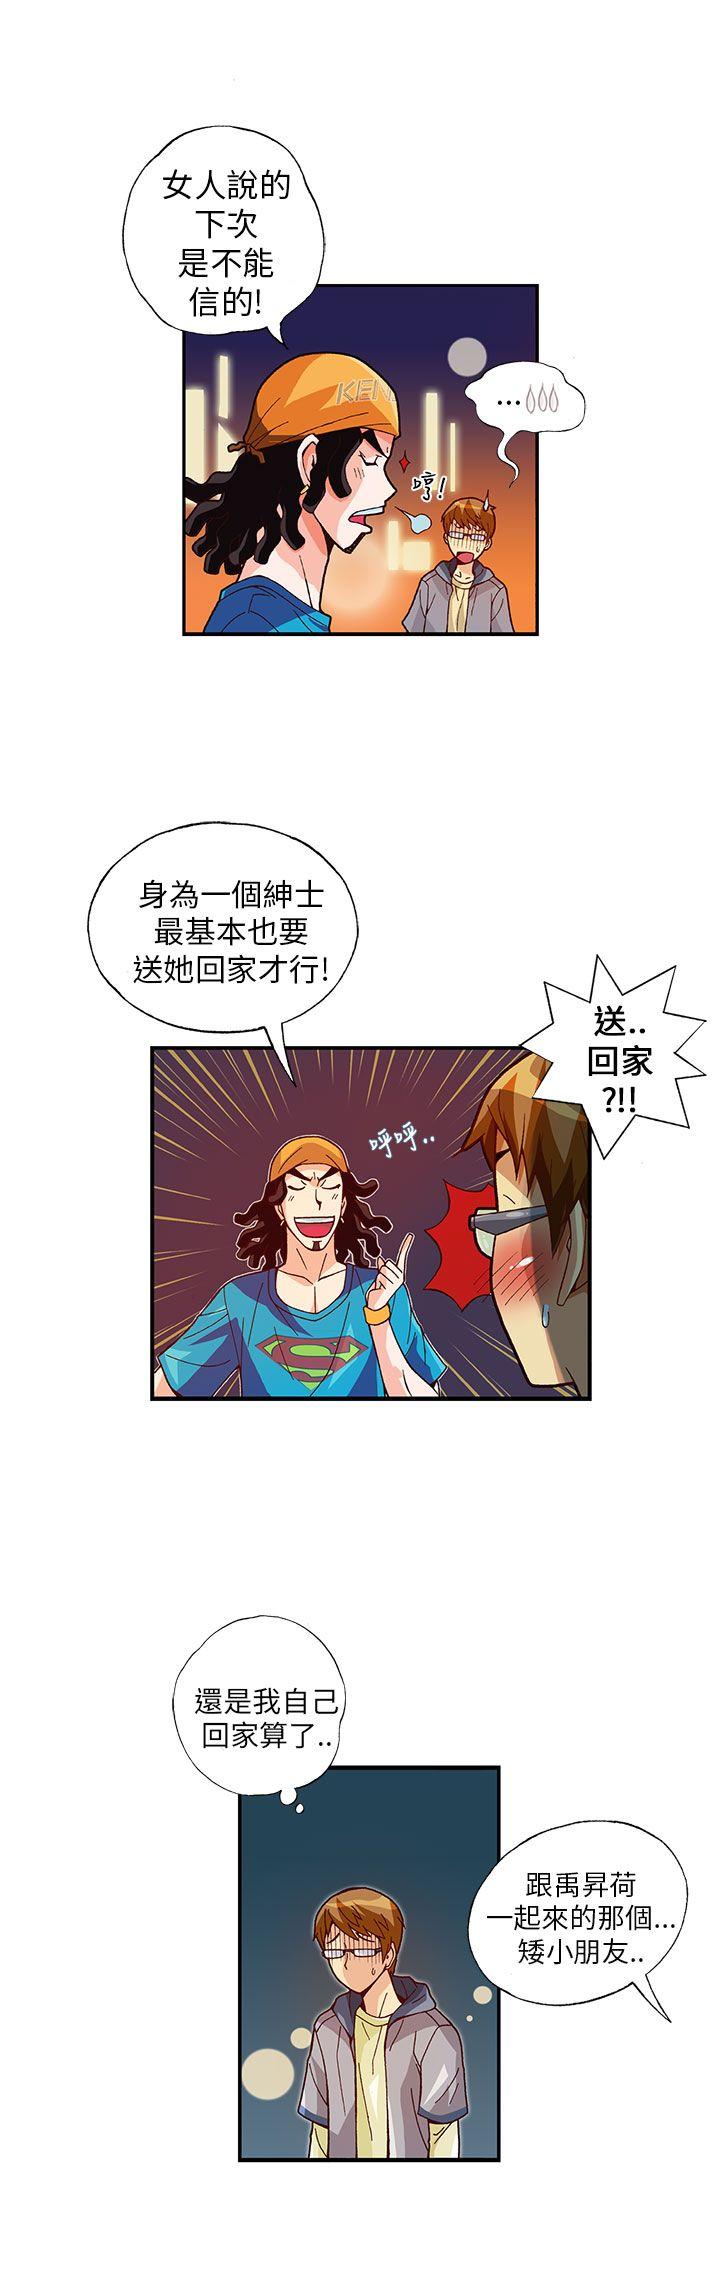 女人說的
下次
是不能
信的!
KEN
...
哼!
身為一個紳士
最基本也要
送她回家才行!
送..
回家
?!!
呼呼..
S
還是我自己
回家算了..
跟禹昇荷
一起來的那個...
矮小朋友..